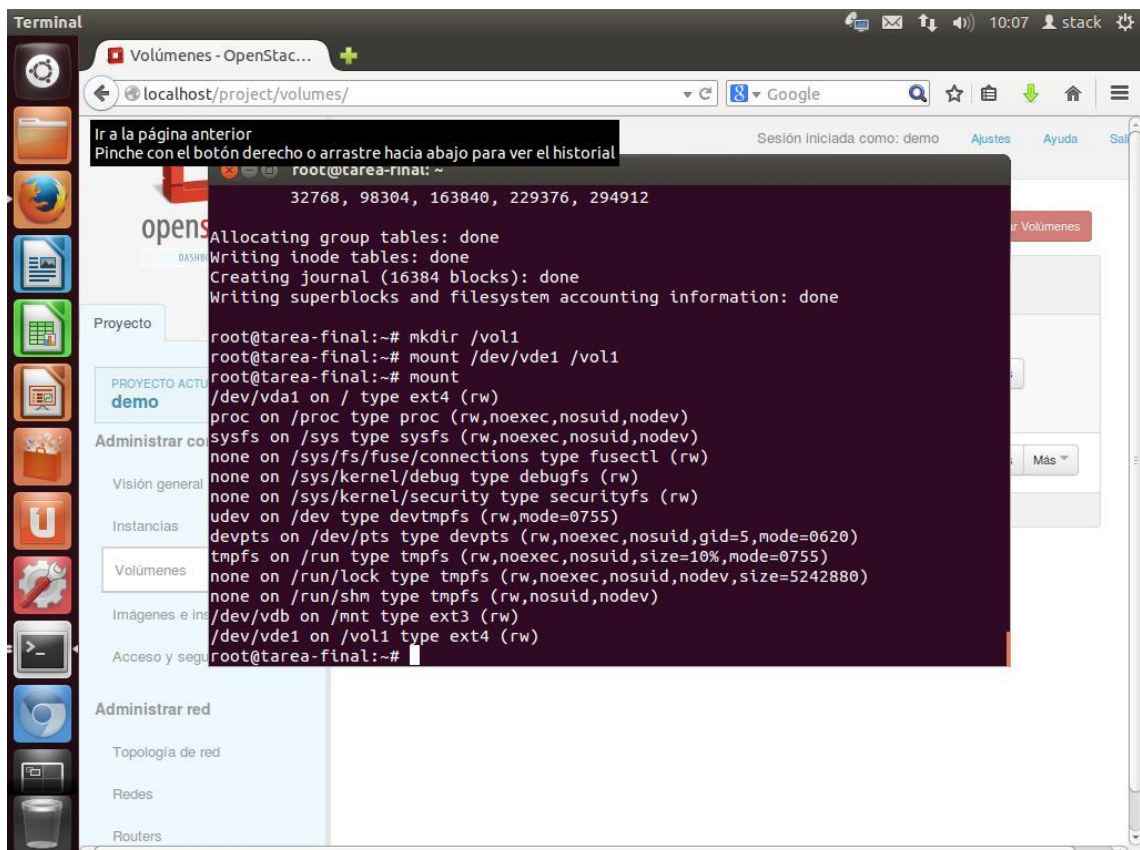 Terminal
10:07 stack
Volúmenes - OpenStac...
localhost/project/volumes/
Google
Ir a la página anterior
Pinche con el botón derecho o arrastre hacia abajo para ver el historial
Sesión iniciada como: demo Ajustes Ayuda
root@tarea-final: ~
32768, 98304, 163840, 229376, 294912
Volúmenes
Allocating group tables: done
Writing inode tables: done
Creating journal (16384 blocks): done
Writing superblocks and filesystem accounting information: done
Proyecto
root@tarea-final:~# mkdir /vol1
root@tarea-final:~# mount /dev/vde1 /vol1
root@tarea-final:~# mount
PROYECTO
demo
/dev/vda1 on / type ext4 (rw)
proc on /proc type proc (rw,noexec,nosuid,nodev)
Administrar
sysfs on /sys type sysfs (rw,noexec,nosuid,nodev)
none on /sys/fs/fuse/connections type fusectl (rw)
Más
Visión general
none on /sys/kernel/debug type debugfs (rw)
none on /sys/kernel/security type securityfs (rw)
Instancias
udev on /dev type devtmpfs (rw,mode=0755)
devpts on /dev/pts type devpts (rw,noexec,nosuid,gid=5,mode=0620)
tmpfs on /run type tmpfs (rw,noexec,nosuid,size=10%,mode=0755)
Volúmenes
none on /run/lock type tmpfs (rw,noexec,nosuid,nodev,size=5242880)
none on /run/shm type tmpfs (rw,nosuid,nodev)
Imágenes e
/dev/vdb on /mnt type ext3 (rw)
/dev/vde1 on /vol1 type ext4 (rw)
Acceso y
root@tarea-final:~#
Administrar red
Topología de red
Redes
Routers